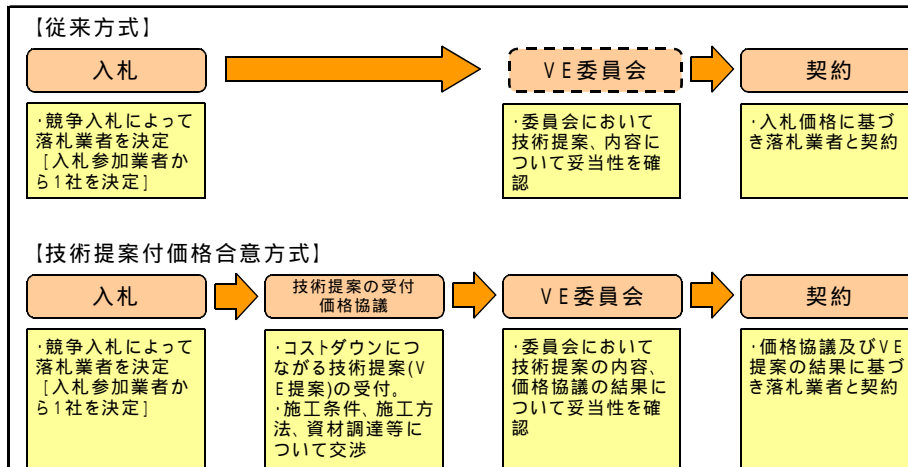 【従来方式】
入札
VE委員会
契約
・競争入札によって
落札業者を決定
[入札参加業者か
ら1社を決定]
・委員会において
技術提案、内容に
ついて妥当性を確
認
・入札価格に基づ
き落札業者と契約
【技術提案付価格合意方式】
入札
技術提案の受付
価格協議
VE委員会
契約
・競争入札によって
落札業者を決定
[入札参加業者か
ら1社を決定]
・コストダウンにつ
ながる技術提案(V
E提案)の受付。
・施工条件、施工方
法、資材調達等に
ついて交渉
・委員会において
技術提案の内容、
価格協議の結果に
ついて妥当性を確
認
・価格協議及びVE
提案の結果に基づ
き落札業者と契約